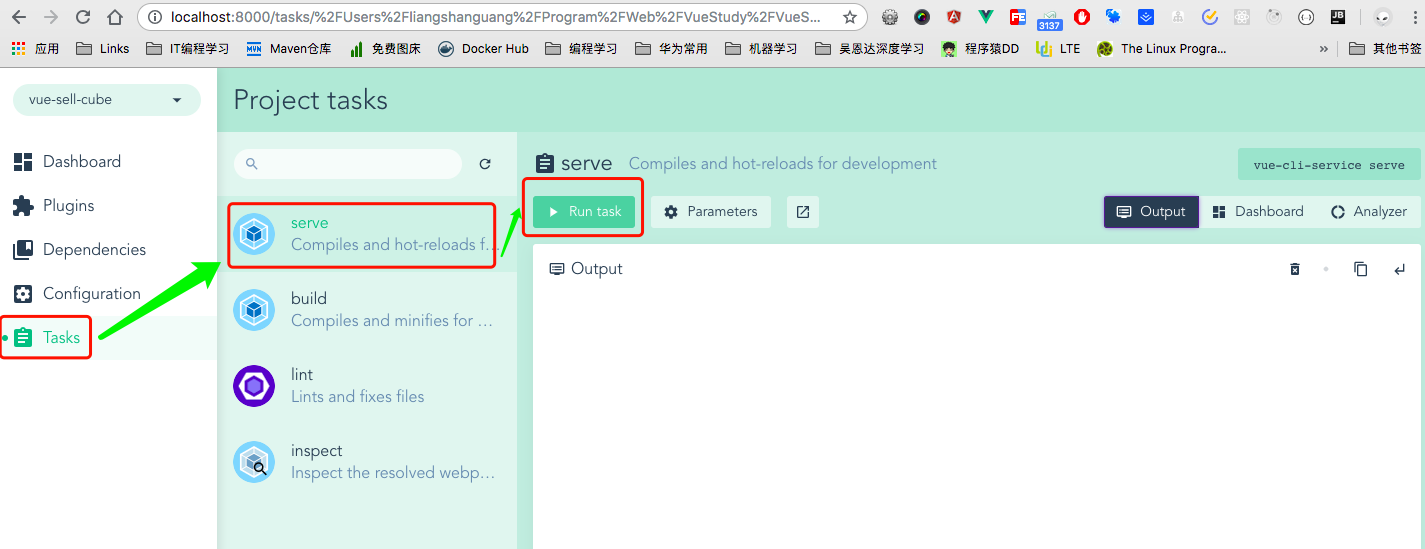 localhost:8000/tasks/%2FUsers%2Fliangshanguang%2FProgram%2FWeb%2FVueStudy%2FVueS...
3137
应用 Links IT编程学习 Maven仓库 免费图床 Docker Hub 编程学习 华为常用 机器学习 吴恩达深度学习 程序猿DD LTE The Linux Progra... » 其他书签
vue-sell-cube
Project tasks
Dashboard
Plugins
Dependencies
Configuration
Tasks
serve
Compiles and hot-reloads f...
build
Compiles and minifies for ...
lint
Lints and fixes files
inspect
Inspect the resolved webp...
serve Compiles and hot-reloads for development vue-cli-service serve
Run task Parameters Output Dashboard Analyzer
Output